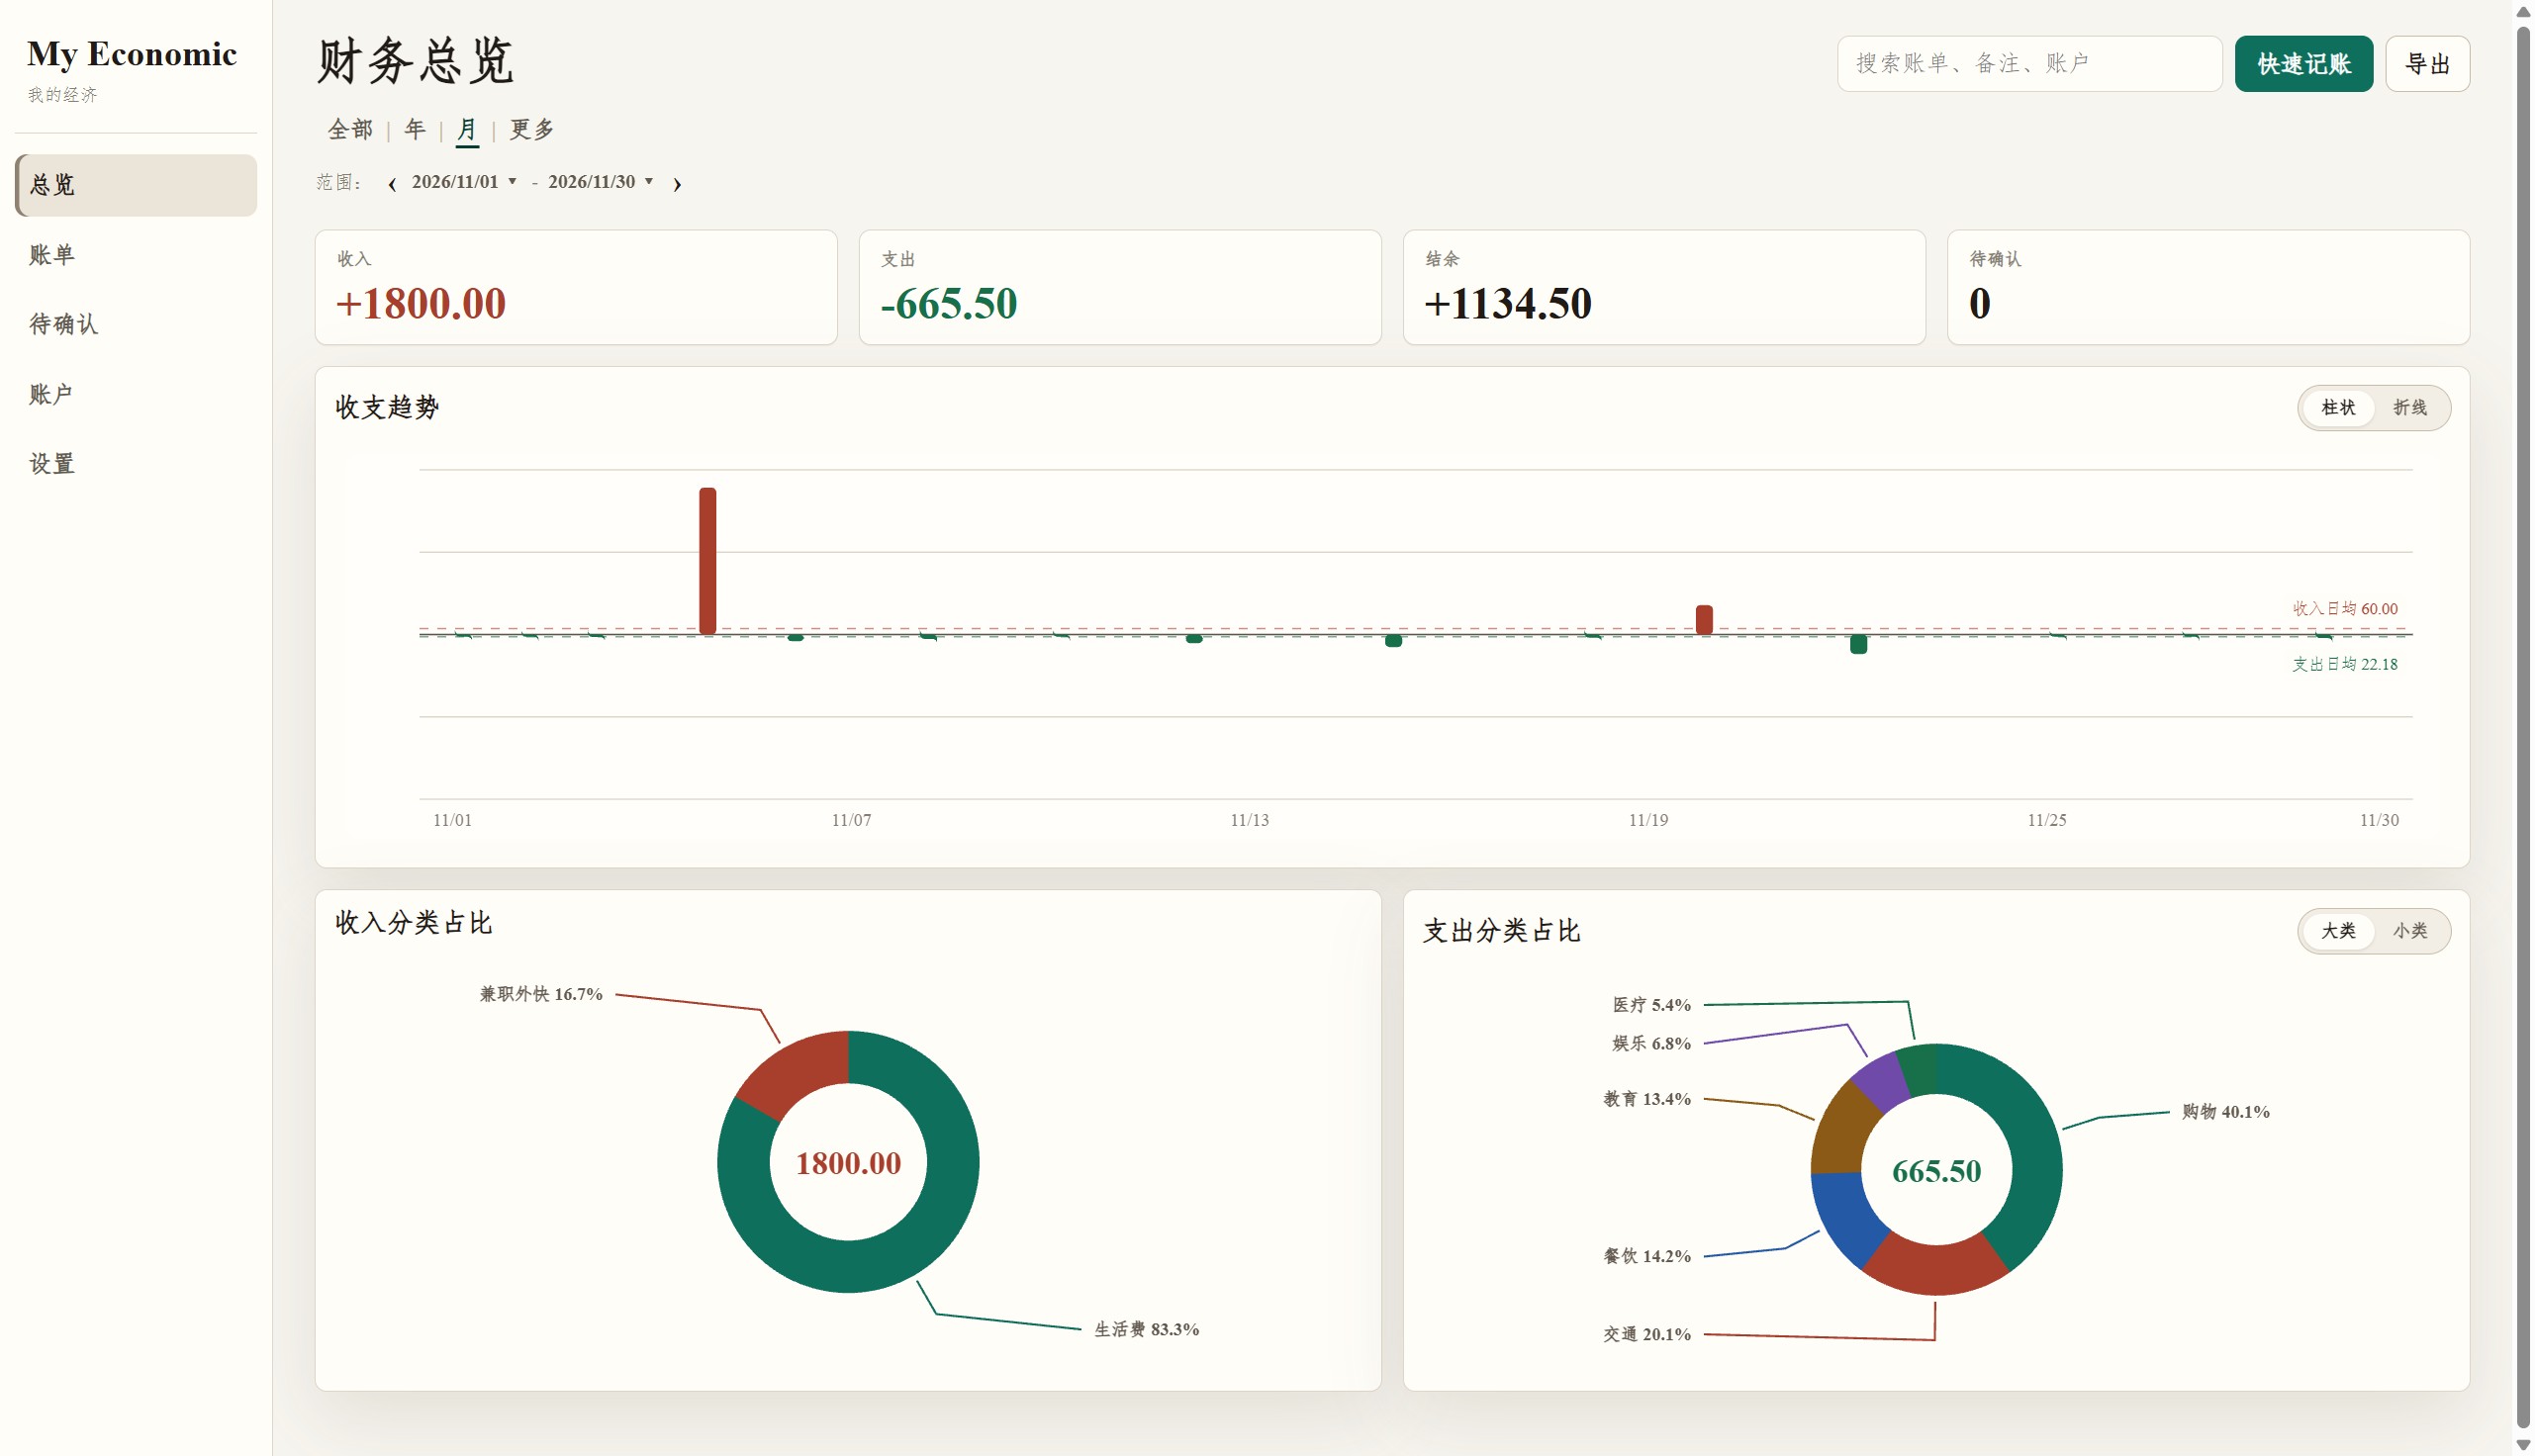 My Economic
我的经济
总览
账单
待确认
账户
设置
财务总览
搜索账单、备注、账户
快速记账
导出
全部 | 年 | 月 | 更多
范围： ‹ 2026/11/01 ▼ - 2026/11/30 ▼ ›
收入
+1800.00
支出
-665.50
结余
+1134.50
待确认
0
收支趋势
柱状 折线
收入日均 60.00
支出日均 22.18
11/01 11/07 11/13 11/19 11/25 11/30
收入分类占比
兼职外快 16.7%
1800.00
生活费 83.3%
支出分类占比
大类 小类
医疗 5.4%
娱乐 6.8%
教育 13.4%
购物 40.1%
665.50
餐饮 14.2%
交通 20.1%